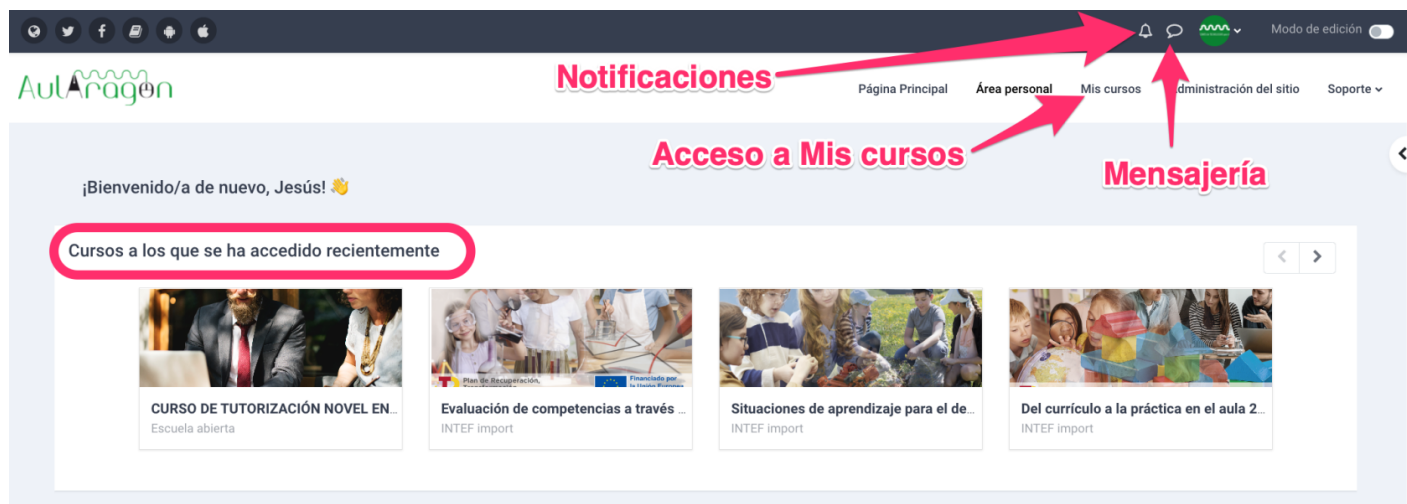 Modo de edición
AulAragón
Notificaciones
Página Principal Área personal Mis cursos Administración del sitio Soporte
Acceso a Mis cursos
Mensajería
¡Bienvenido/a de nuevo, Jesús! 👋
Cursos a los que se ha accedido recientemente
Plan de Recuperación,
Financiado por
CURSO DE TUTORIZACIÓN NOVEL EN...
Escuela abierta
Evaluación de competencias a través ...
INTEF import
Situaciones de aprendizaje para el de...
INTEF import
Del currículo a la práctica en el aula 2...
INTEF import